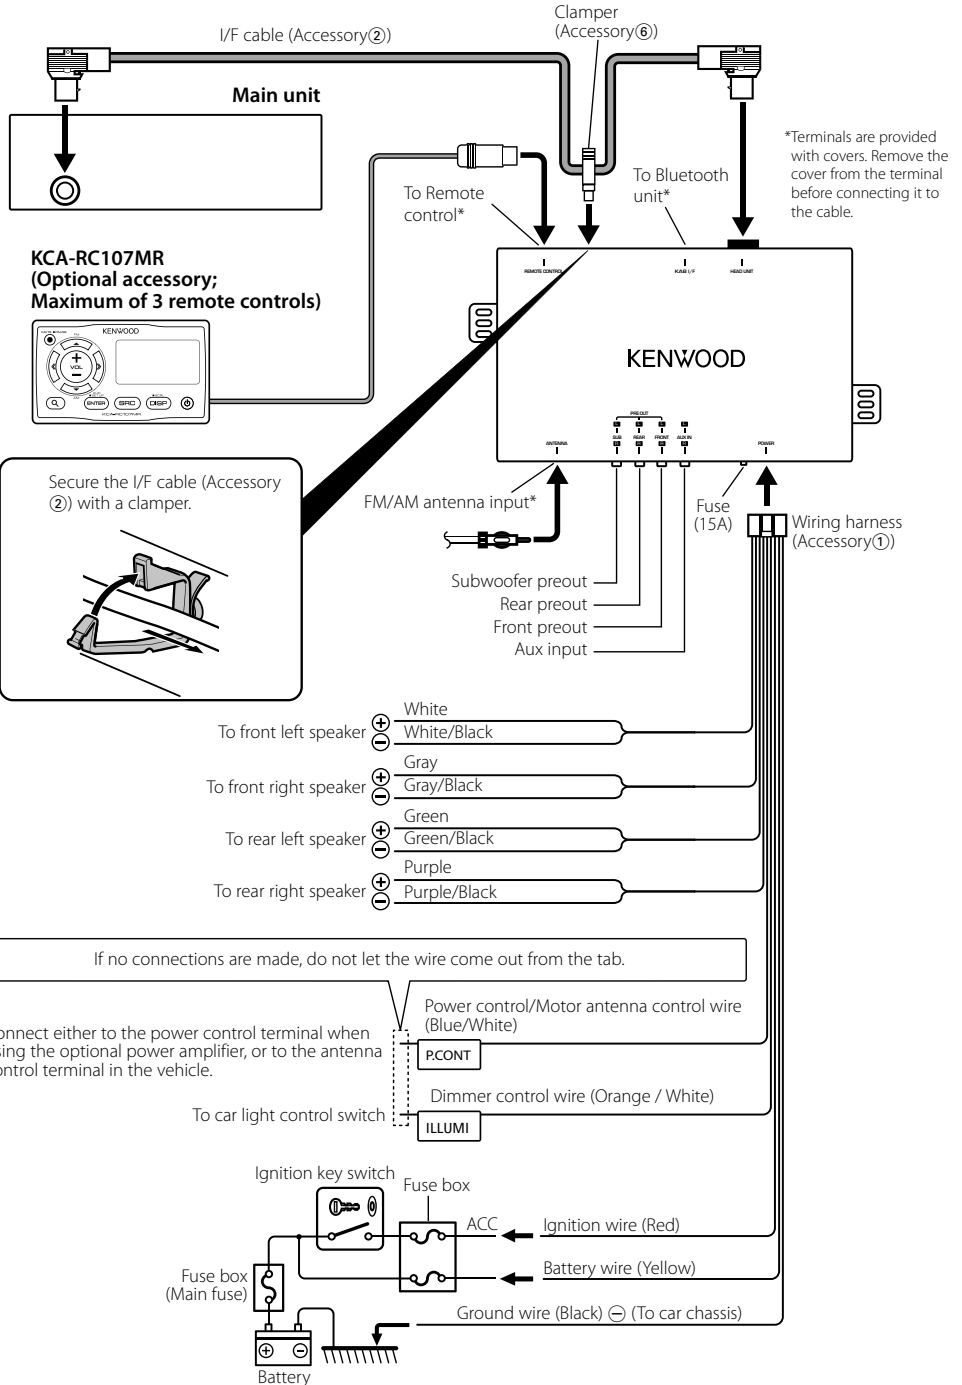 Clamper
(Accessory⑥)
I/F cable (Accessory②)
Main unit
*Terminals are provided
with covers. Remove the
cover from the terminal
before connecting it to
the cable.
To Remote
control*
To Bluetooth
unit*
KCA-RC107MR
(Optional accessory;
Maximum of 3 remote controls)
REMOTE CONTROL
KAB I/F
HEAD UNIT
KENWOOD
VOL
ENTER
SRC
DISP
KCA-RC107MR
KENWOOD
PRE OUT
SUB
REAR
FRONT
AUX IN
ANTENNA
POWER
Secure the I/F cable (Accessory
②) with a clamper.
FM/AM antenna input*
Fuse
(15A)
Wiring harness
(Accessory①)
Subwoofer preout
Rear preout
Front preout
Aux input
To front left speaker
White
White/Black
To front right speaker
Gray
Gray/Black
To rear left speaker
Green
Green/Black
To rear right speaker
Purple
Purple/Black
If no connections are made, do not let the wire come out from the tab.
Power control/Motor antenna control wire
(Blue/White)
onnect either to the power control terminal when
sing the optional power amplifier, or to the antenna
ontrol terminal in the vehicle.
P.CONT
Dimmer control wire (Orange / White)
To car light control switch
ILLUMI
Ignition key switch
Fuse box
ACC
Ignition wire (Red)
Battery wire (Yellow)
Fuse box
(Main fuse)
Ground wire (Black) ⊖ (To car chassis)
Battery